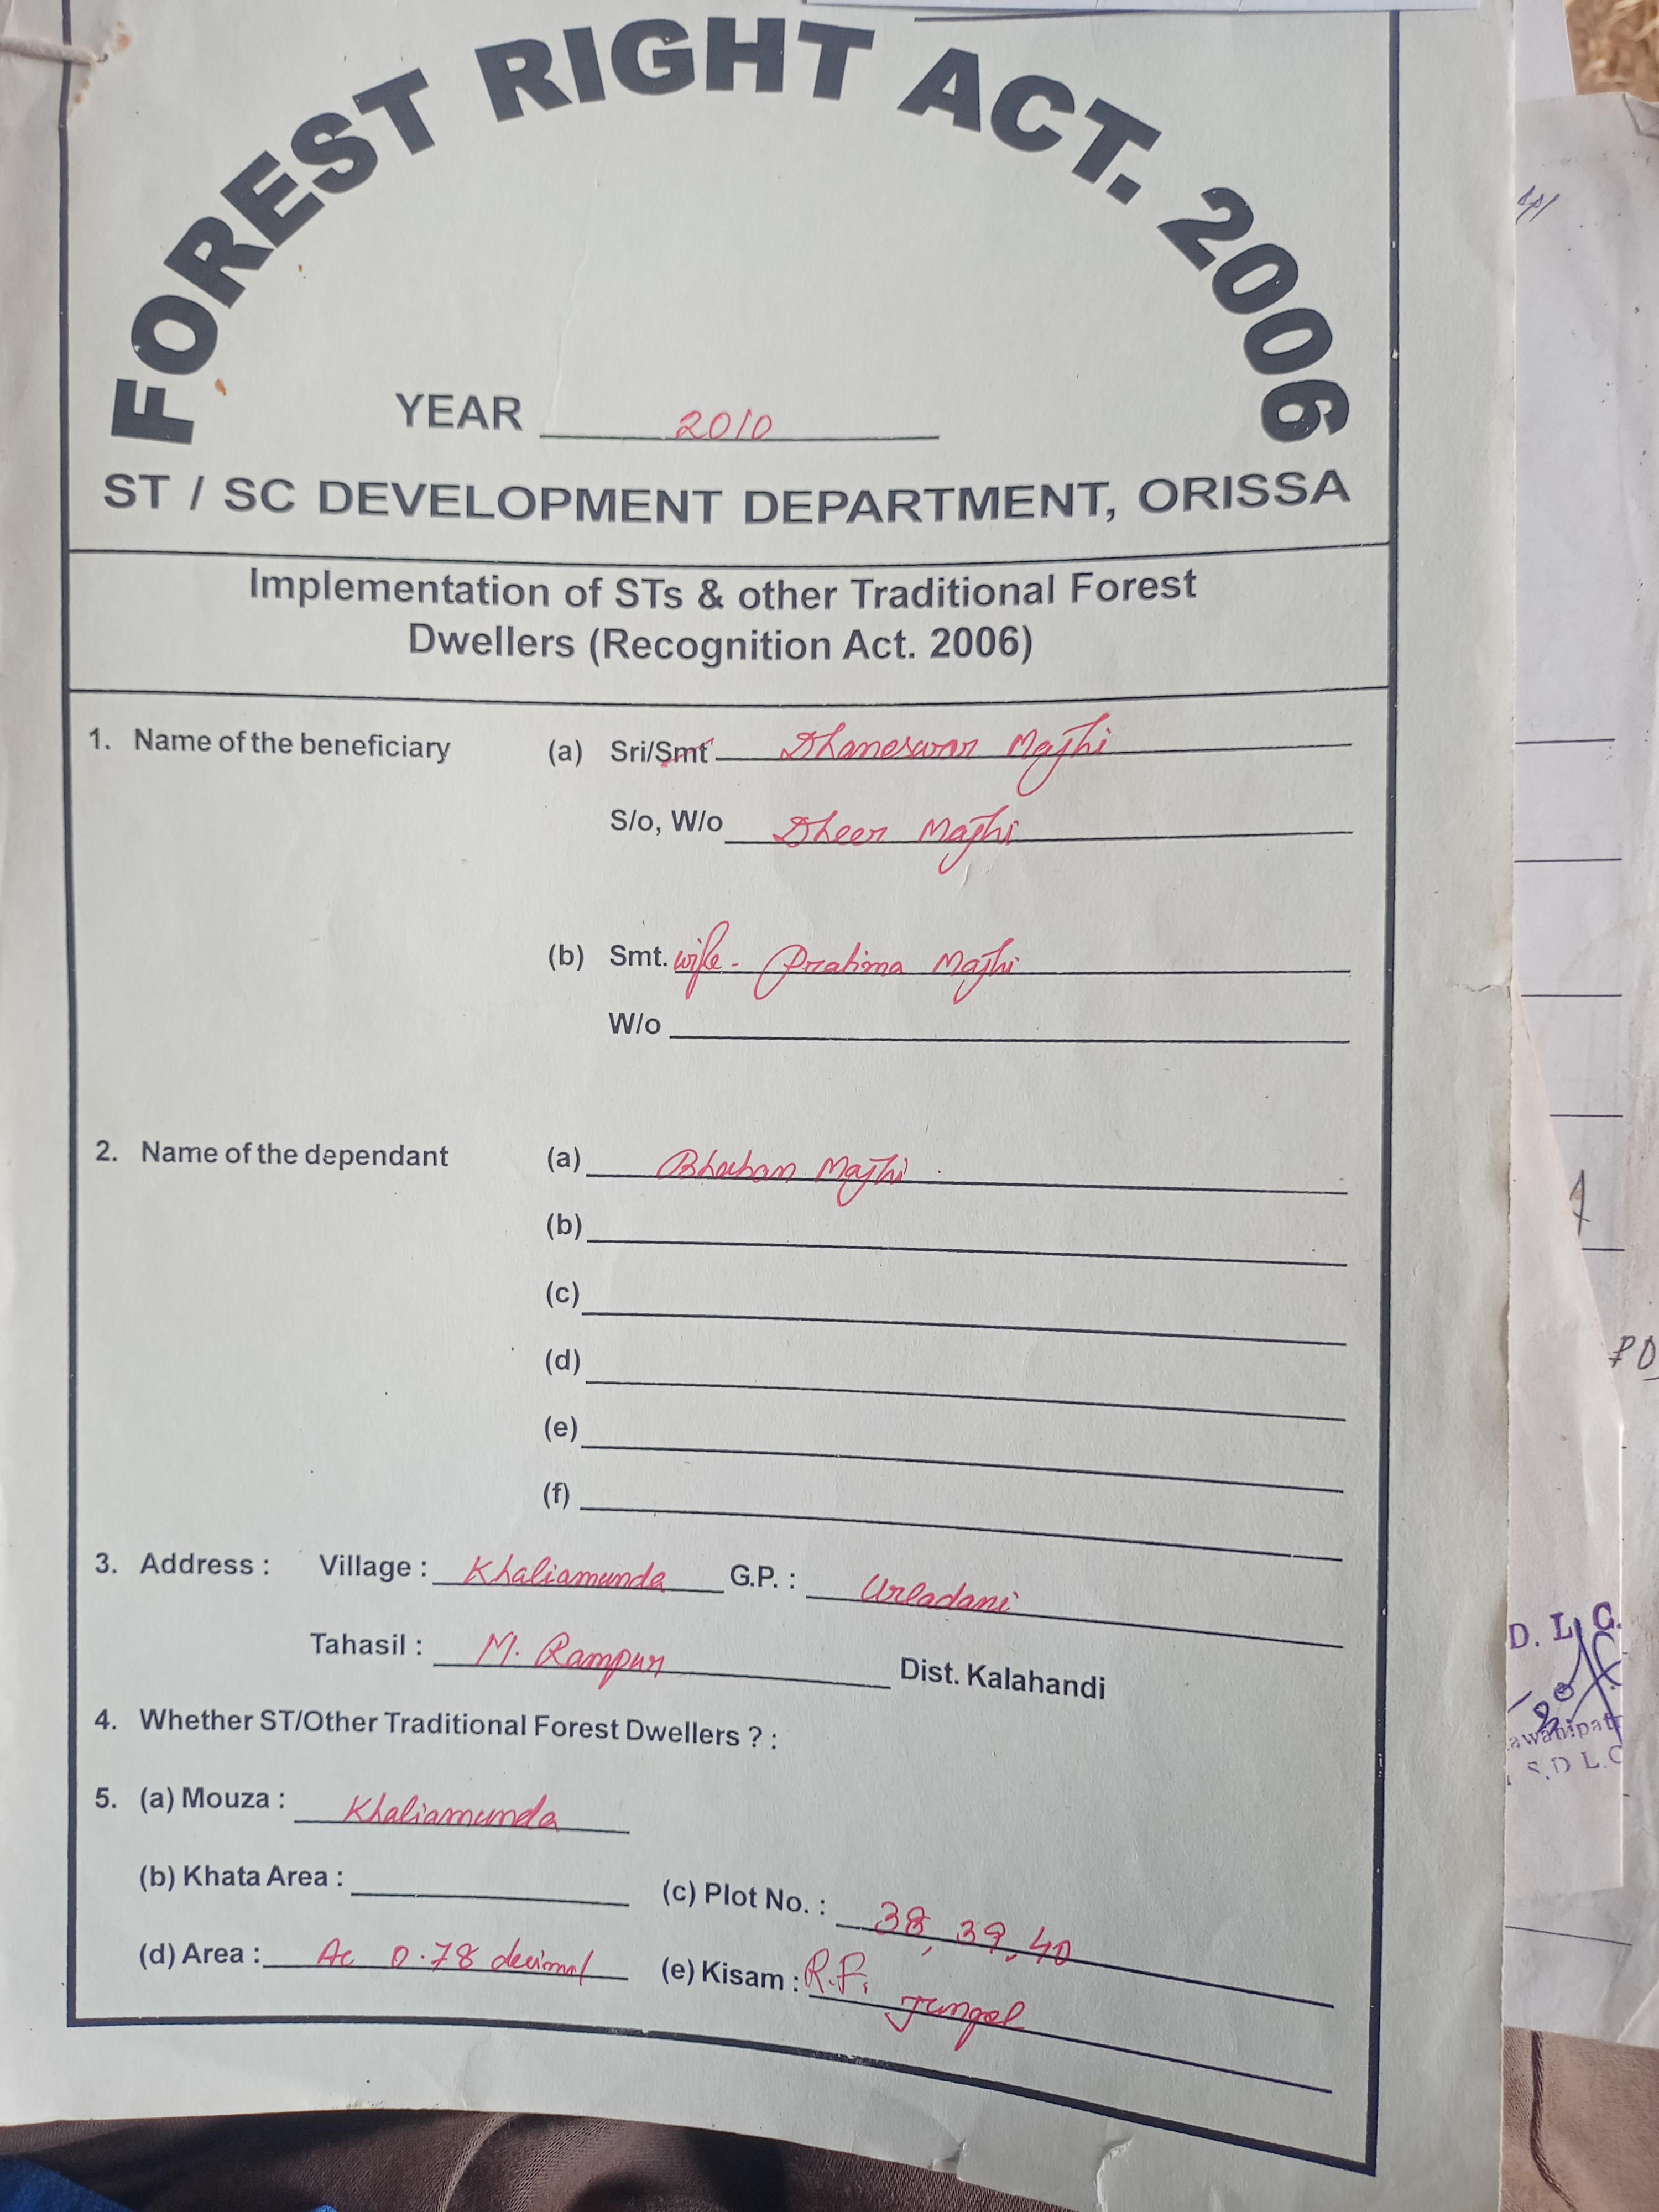 FOREST RIGHT ACT. 2006
YEAR 2010
ST / SC DEVELOPMENT DEPARTMENT, ORISSA
Implementation of STs & other Traditional Forest
Dwellers (Recognition Act. 2006)
1. Name of the beneficiary (a) Sri/Smt Dhaneswar Majhi
S/o, W/o Dheer Majhi
(b) Smt. wife - Pratima Majhi
W/o
2. Name of the dependant (a) Bhuban Majhi
(b)
(c)
(d)
(e)
(f)
3. Address : Village : Khaliamunda G.P. : Urladani
Tahasil : M. Rampur Dist. Kalahandi
4. Whether ST/Other Traditional Forest Dwellers ? :
5. (a) Mouza : Khaliamunda
(b) Khata Area : (c) Plot No. : 38, 39, 40
(d) Area : Ac 0.78 decimal (e) Kisam : R.F.
Jungel
D. L. C.
S.D L.C